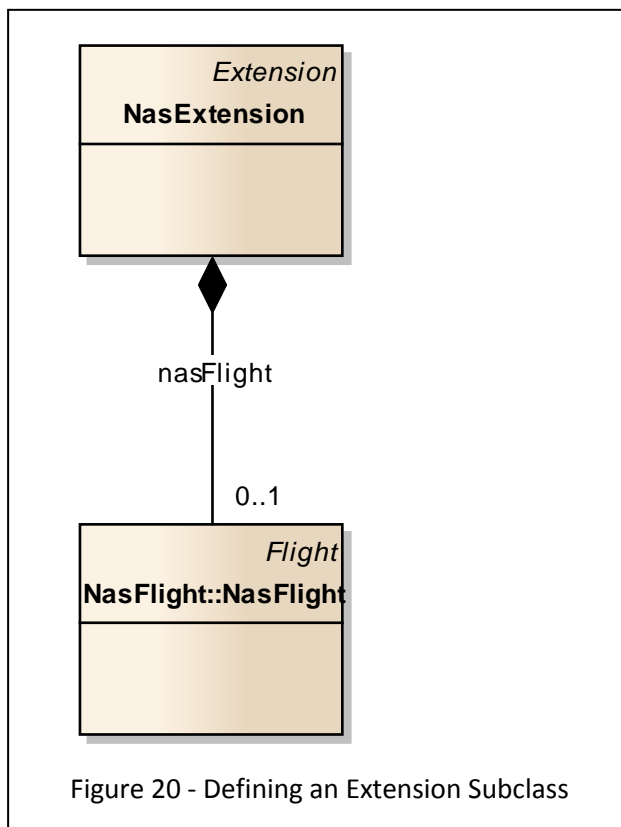 Extension
NasExtension
nasFlight
0..1
Flight
NasFlight::NasFlight
Figure 20 - Defining an Extension Subclass